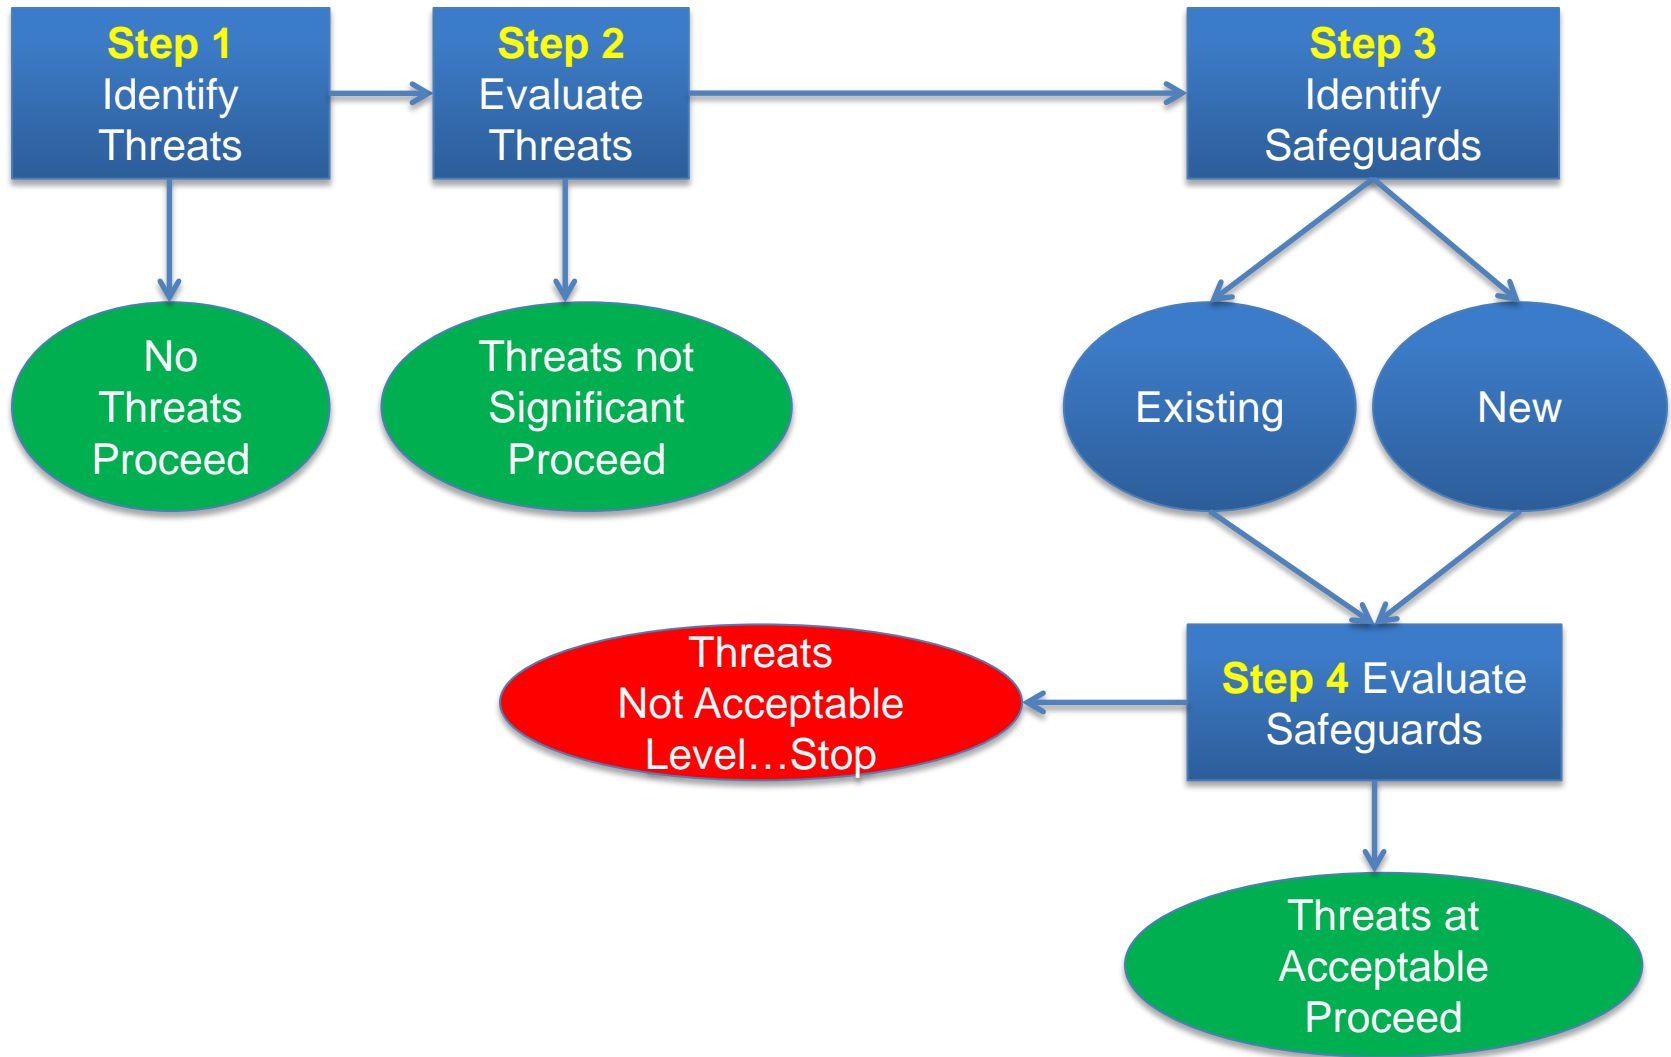 Step 1
Identify
Threats
Step 2
Evaluate
Threats
Step 3
Identify
Safeguards
No
Threats
Proceed
Threats not
Significant
Proceed
Existing
New
Threats
Not Acceptable
Level…Stop
Step 4 Evaluate
Safeguards
Threats at
Acceptable
Proceed